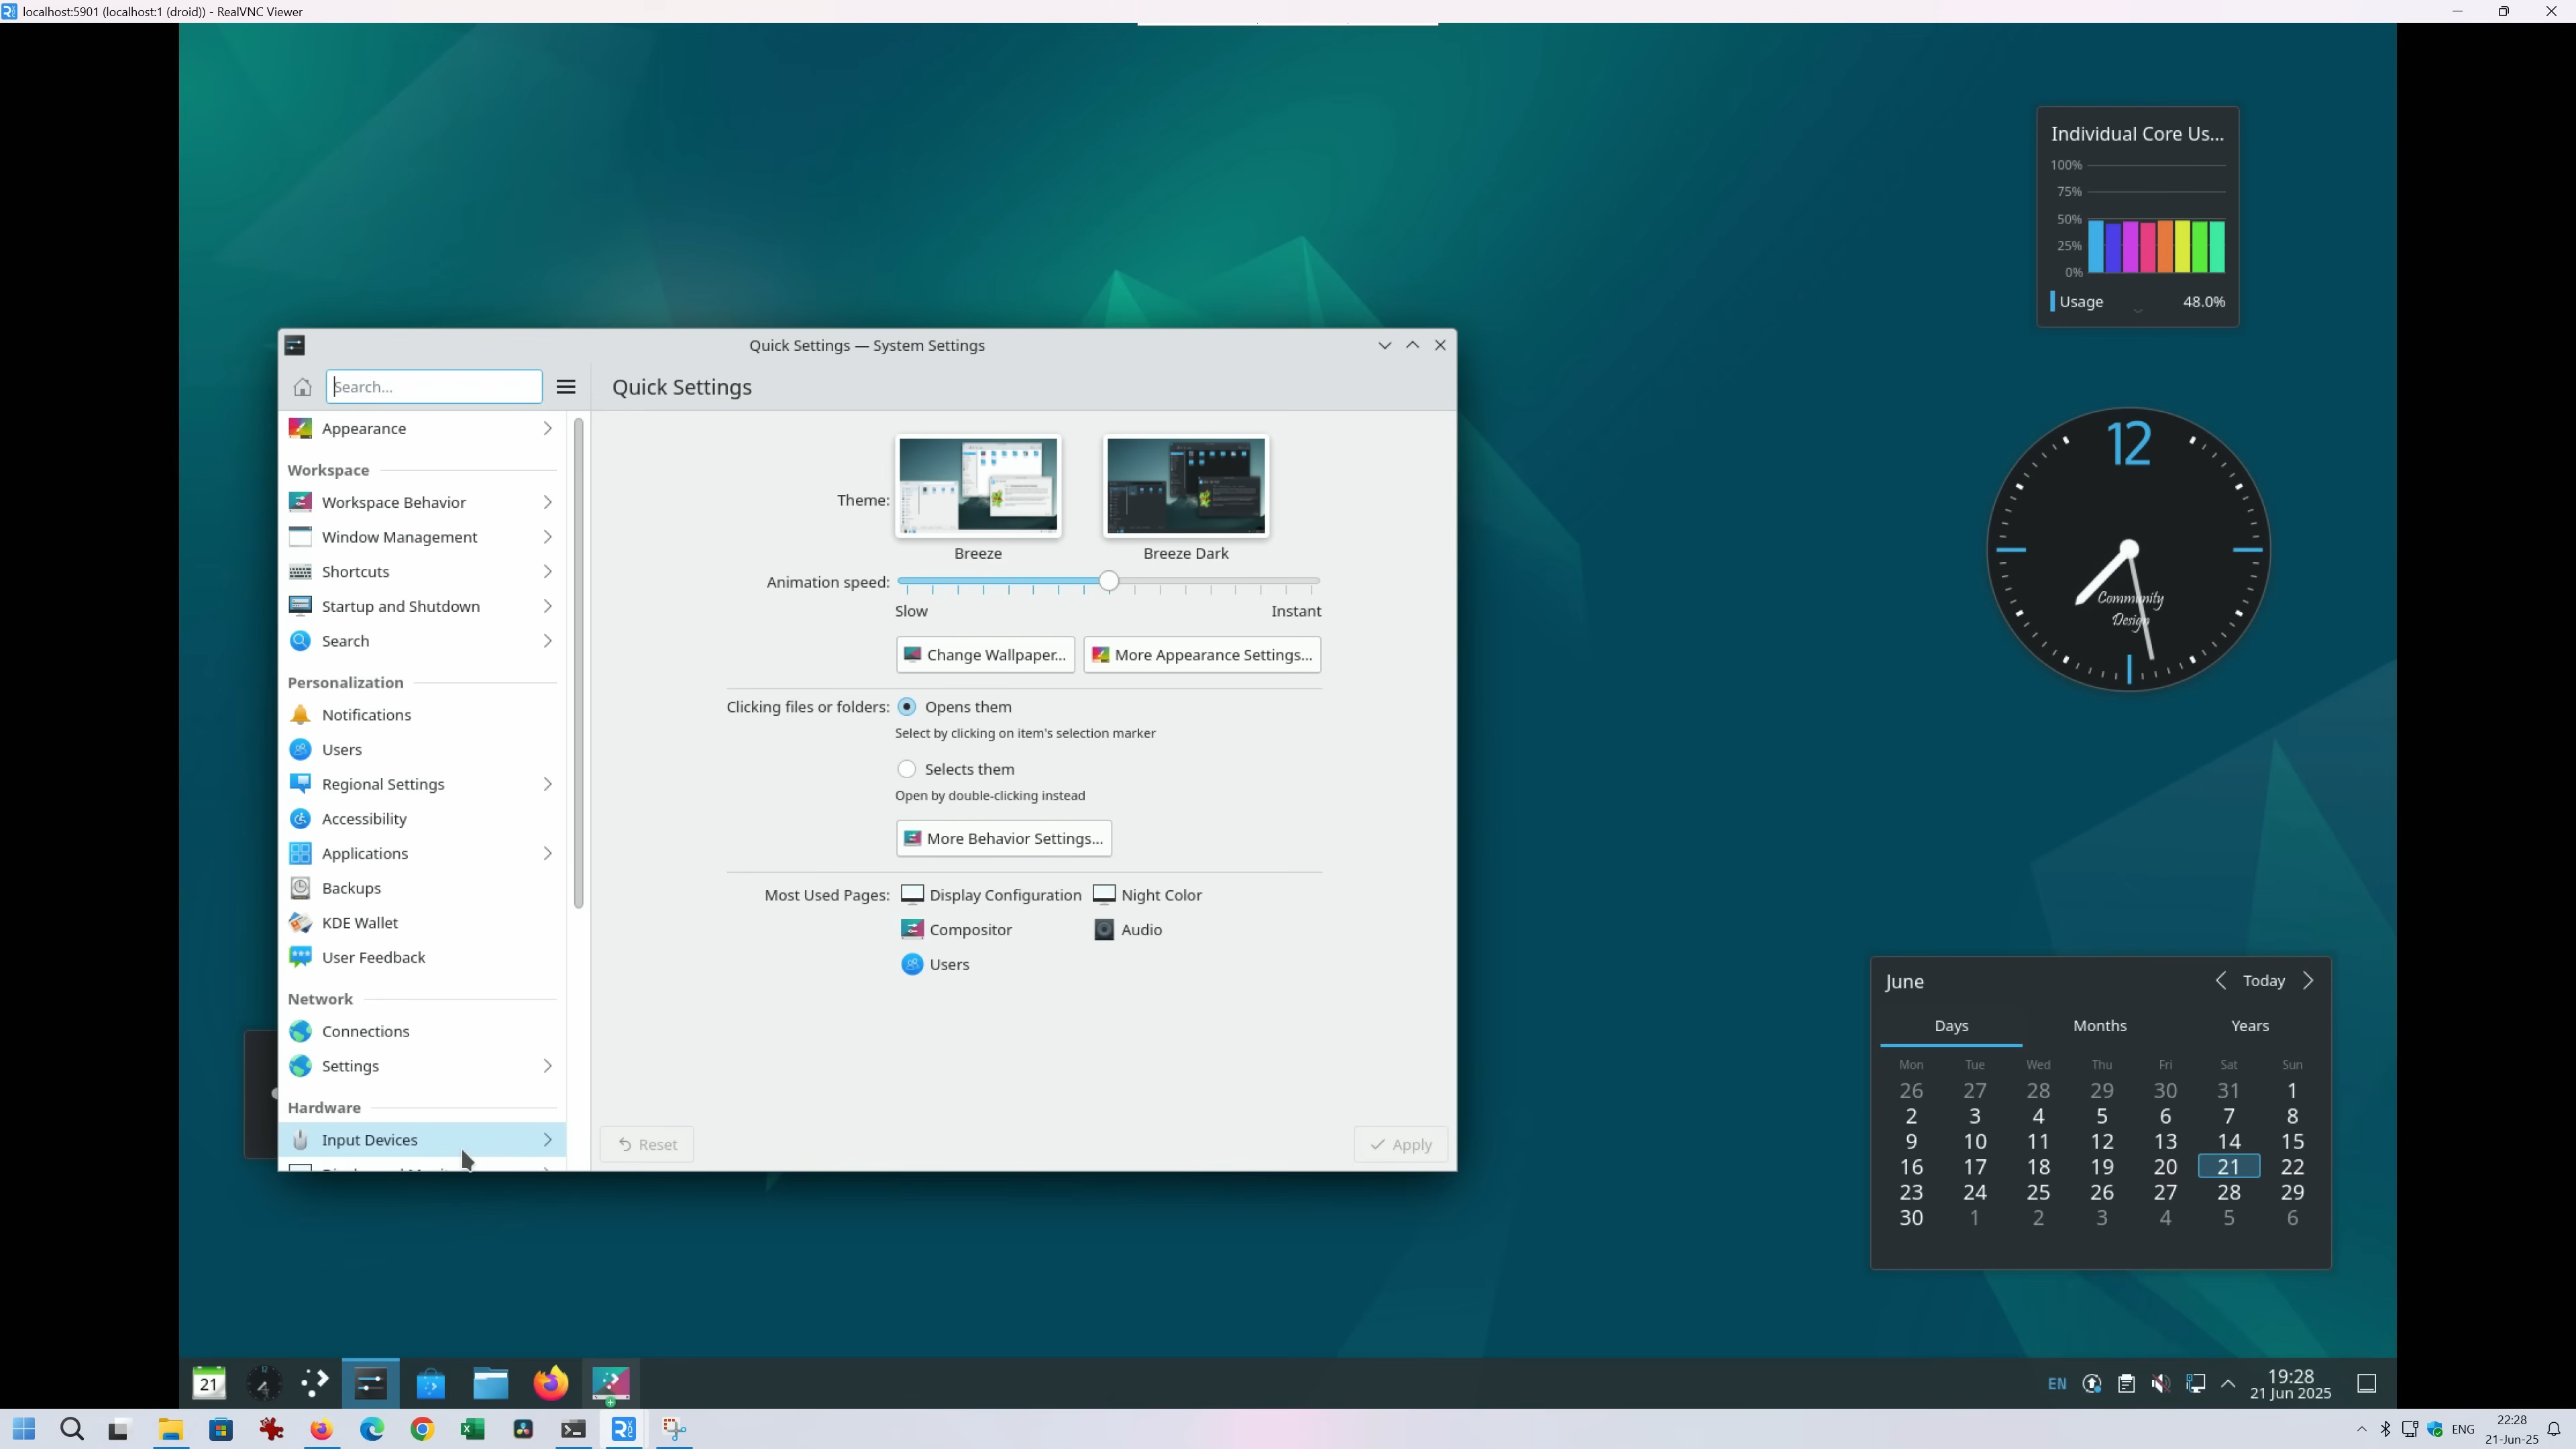 localhost:5901 (localhost:1 (droid)) - RealVNC Viewer
Individual Core Us...
100%
75%
50%
25%
0%
Usage 48.0%
12
Community
Design
Quick Settings — System Settings
Search...
Quick Settings
Appearance
Workspace
Workspace Behavior
Window Management
Shortcuts
Startup and Shutdown
Search
Personalization
Notifications
Users
Regional Settings
Accessibility
Applications
Backups
KDE Wallet
User Feedback
Network
Connections
Settings
Hardware
Input Devices
Theme:
Breeze Breeze Dark
Animation speed:
Slow Instant
Change Wallpaper... More Appearance Settings...
Clicking files or folders: Opens them
Select by clicking on item's selection marker
Selects them
Open by double-clicking instead
More Behavior Settings...
Most Used Pages: Display Configuration Night Color
Compositor Audio
Users
Reset Apply
June Today
Days Months Years
Mon Tue Wed Thu Fri Sat Sun
26 27 28 29 30 31 1
2 3 4 5 6 7 8
9 10 11 12 13 14 15
16 17 18 19 20 21 22
23 24 25 26 27 28 29
30 1 2 3 4 5 6
21
EN 19:28
21 Jun 2025
ENG 22:28
21-Jun-25